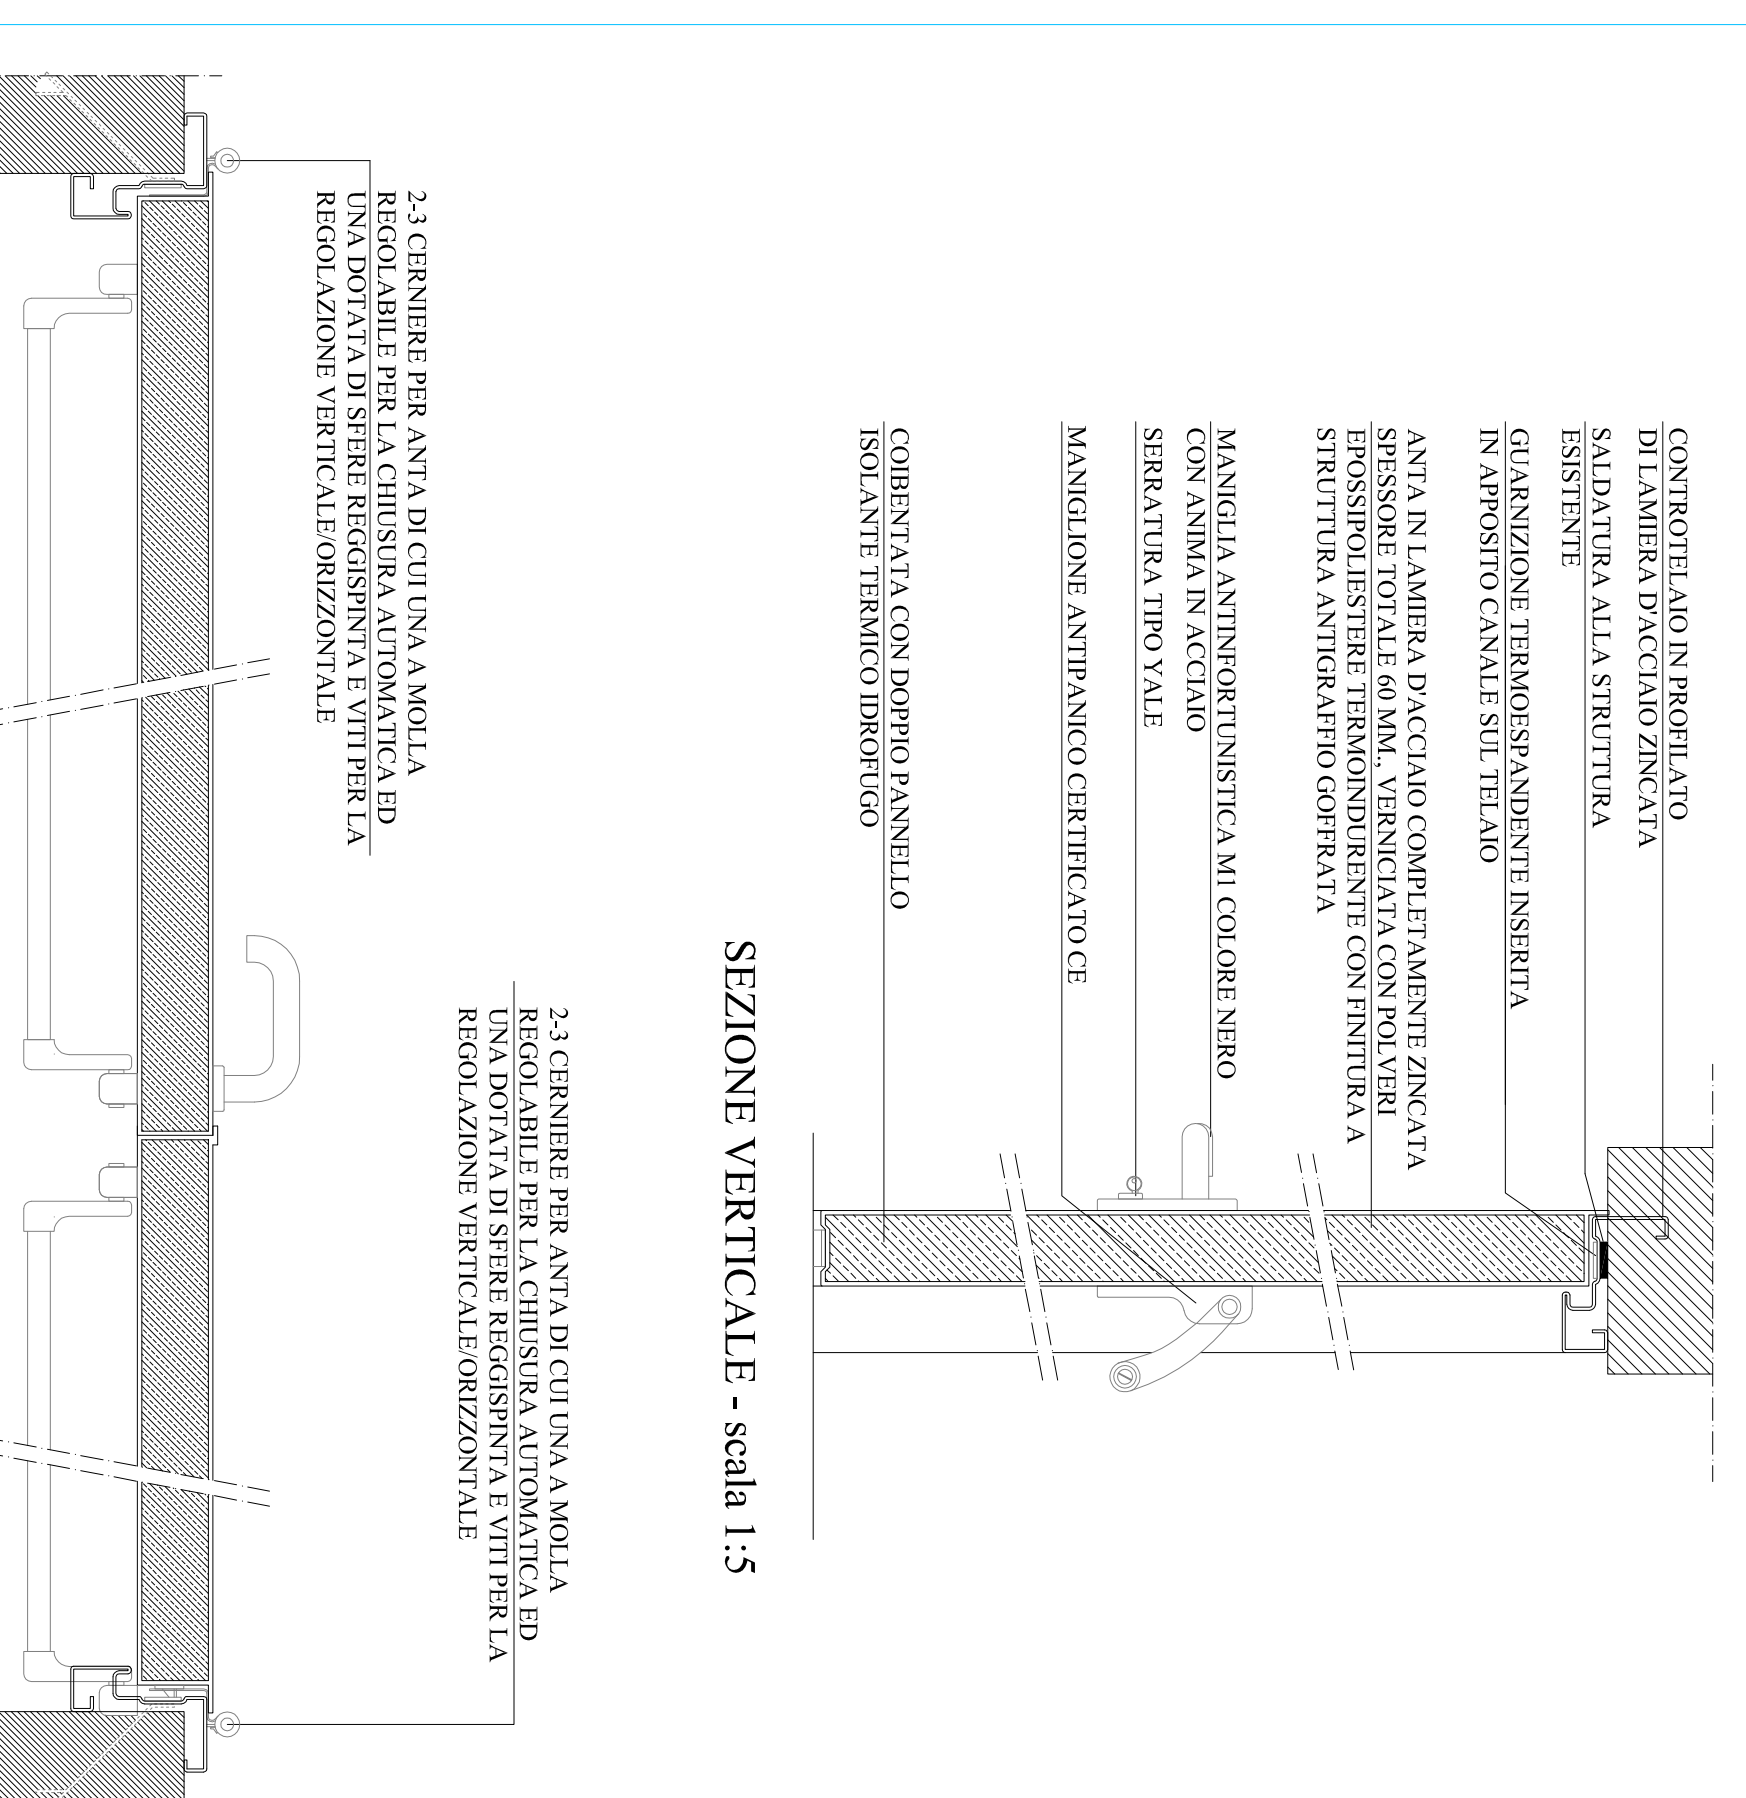 CONTROTELAIO IN PROFILATO
DI LAMIERA D'ACCIAIO ZINCATA
SALDATURA ALLA STRUTTURA
ESISTENTE
GUARNIZIONE TERMOESPANDENTE INSERITA
IN APPOSITO CANALE SUL TELAIO
ANTA IN LAMIERA D'ACCIAIO COMPLETAMENTE ZINCATA
SPESSORE TOTALE 60 MM., VERNICIATA CON POLVERI
EPOSSIPOLIESTERE TERMOINDURENTE CON FINITURA A
STRUTTURA ANTIGRAFFIO GOFFRATA
MANIGLIA ANTINFORTUNISTICA M1 COLORE NERO
CON ANIMA IN ACCIAIO
SERRATURA TIPO YALE
MANIGLIONE ANTIPANICO CERTIFICATO CE
COIBENTATA CON DOPPIO PANNELLO
ISOLANTE TERMICO IDROFUGO
SEZIONE VERTICALE - scala 1:5
2-3 CERNIERE PER ANTA DI CUI UNA A MOLLA
REGOLABILE PER LA CHIUSURA AUTOMATICA ED
UNA DOTATA DI SFERE REGGISPINTA E VITI PER LA
REGOLAZIONE VERTICALE/ORIZZONTALE
2-3 CERNIERE PER ANTA DI CUI UNA A MOLLA
REGOLABILE PER LA CHIUSURA AUTOMATICA ED
UNA DOTATA DI SFERE REGGISPINTA E VITI PER LA
REGOLAZIONE VERTICALE/ORIZZONTALE